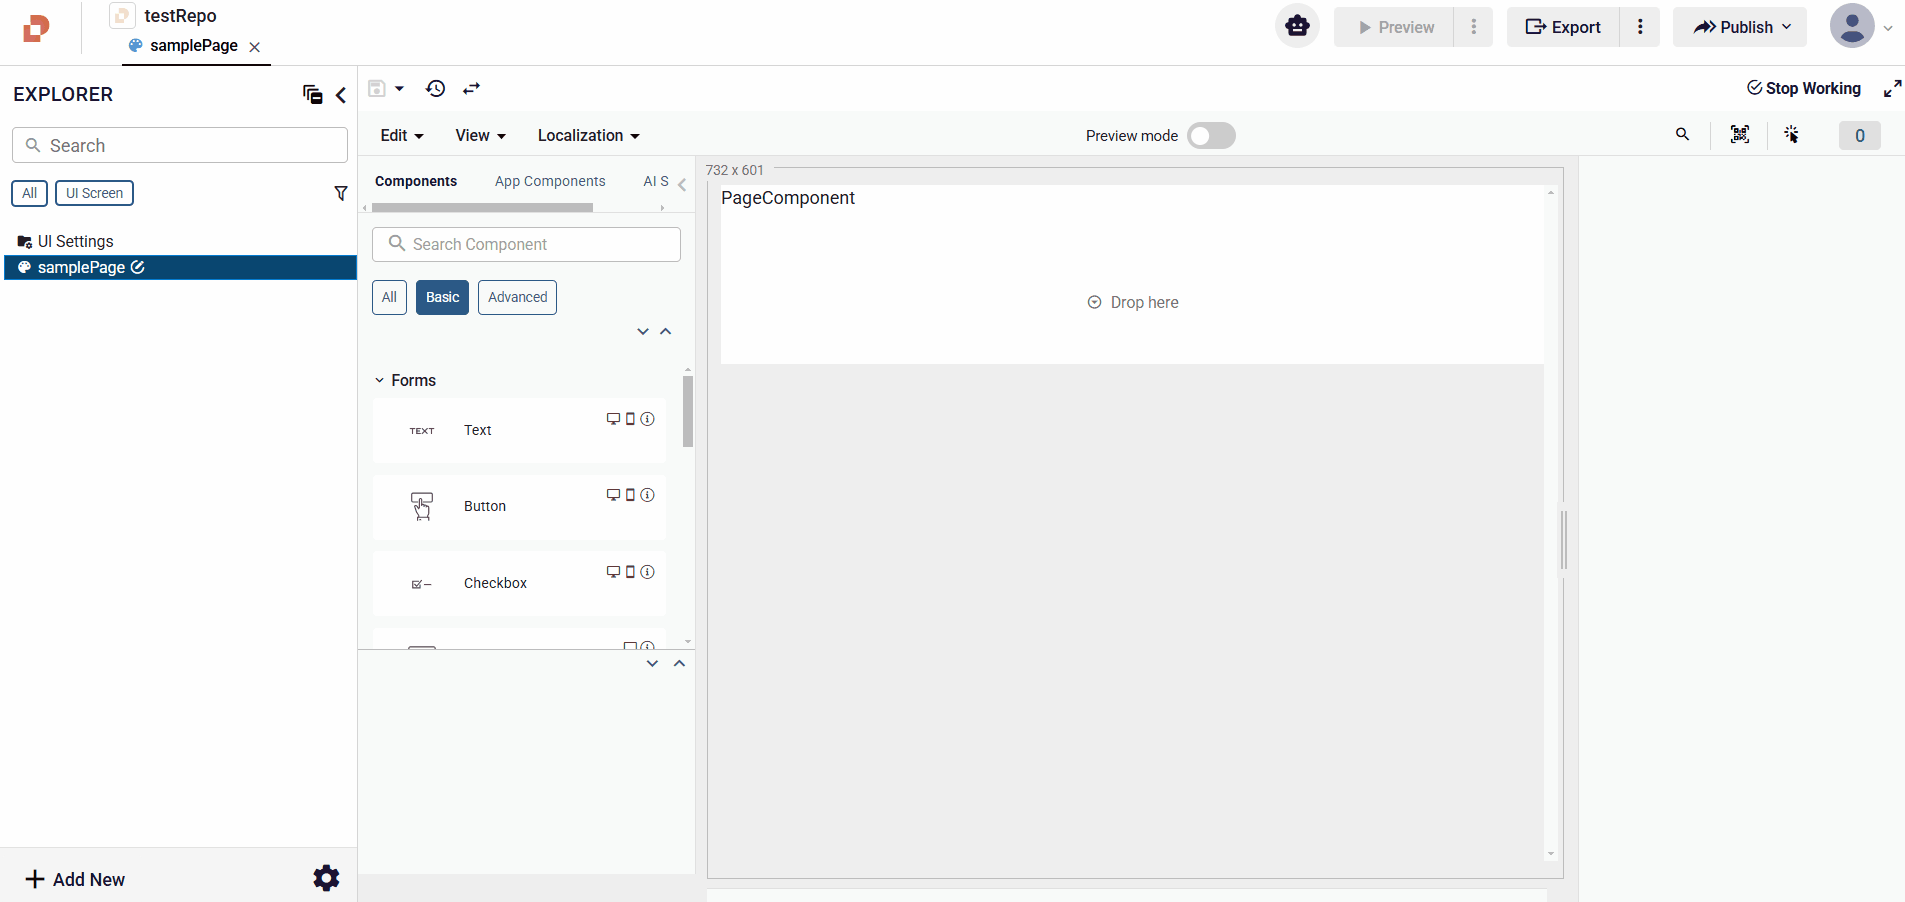 testRepo
samplePage
Preview
Export
Publish
EXPLORER
Stop Working
Search
Edit
View
Localization
Preview mode
0
All
UI Screen
Components
App Components
AI S
732 x 601
PageComponent
UI Settings
samplePage
Search Component
All
Basic
Advanced
Drop here
Forms
TEXT
Text
Button
Checkbox
Add New